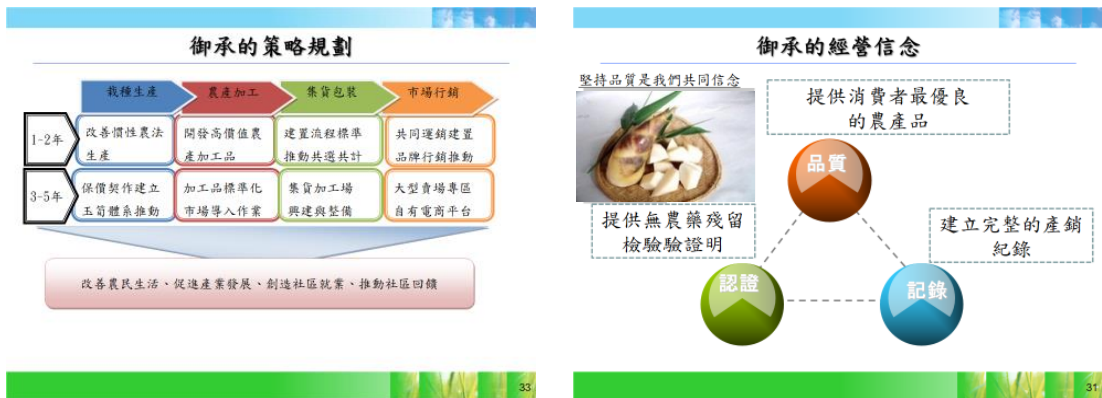 御承的策略規劃
栽種生產
農產加工
集貨包裝
市場行銷
1-2年
改善慣性農法
生產
開發高價值農
產加工品
建置流程標準
推動共選共計
共同運銷建置
品牌行銷推動
3-5年
保價契作建立
玉筍體系推動
加工品標準化
市場導入作業
集貨加工場
興建與整備
大型賣場專區
自有電商平台
改善農民生活、促進產業發展、創造社區就業、推動社區回饋
33
御承的經營信念
堅持品質是我們共同信念
提供消費者最優良
的農產品
品質
提供無農藥殘留
檢驗驗證明
建立完整的產銷
紀錄
認證
記錄
31